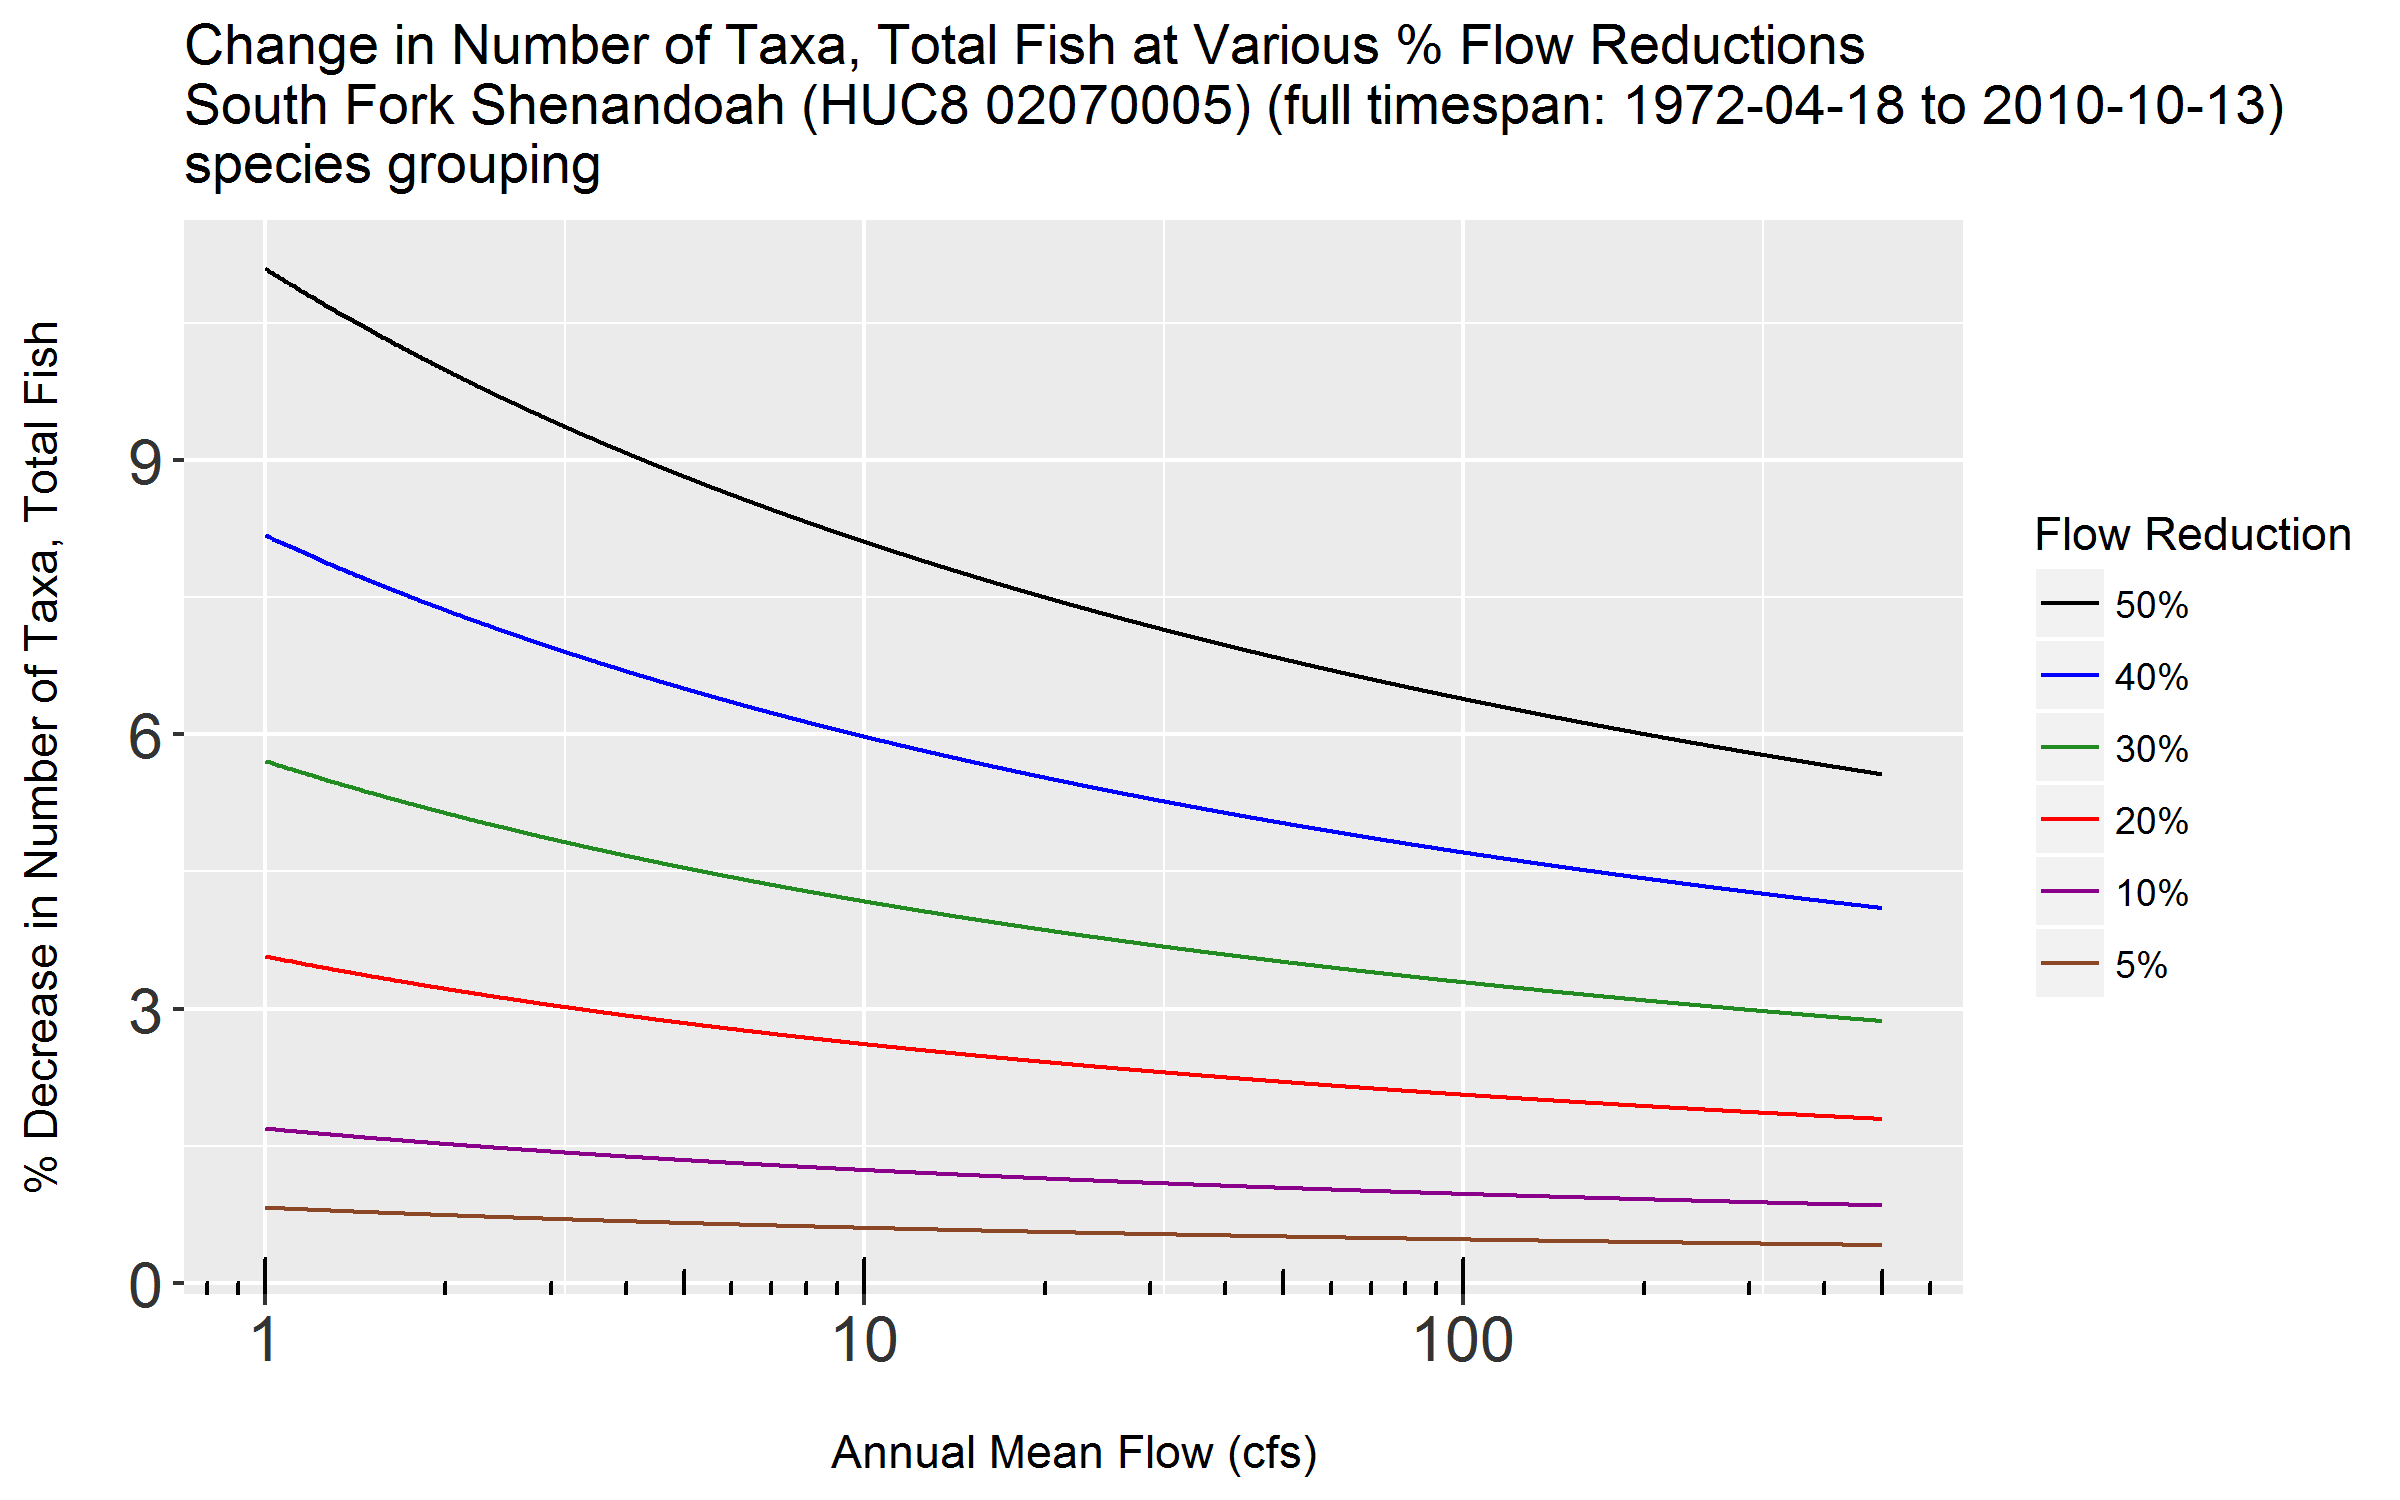 Change in Number of Taxa, Total Fish at Various % Flow Reductions
South Fork Shenandoah (HUC8 02070005) (full timespan: 1972-04-18 to 2010-10-13)
species grouping
% Decrease in Number of Taxa, Total Fish
9
6
3
0
1
10
100
Annual Mean Flow (cfs)
Flow Reduction
50%
40%
30%
20%
10%
5%